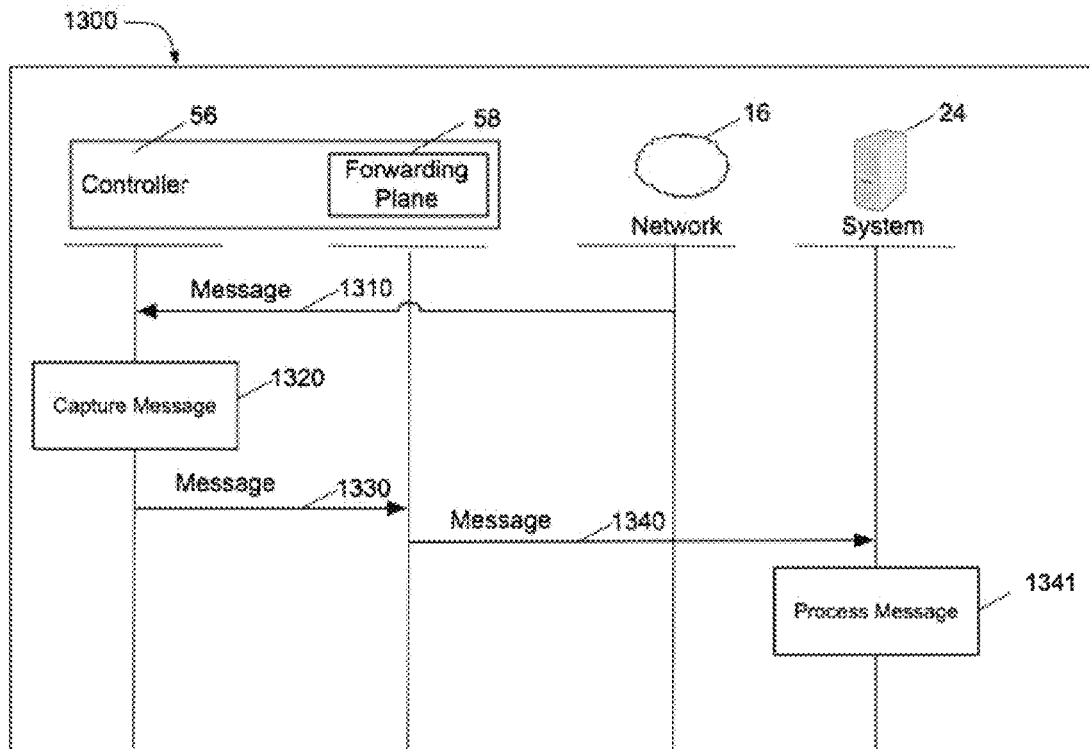 1300
56
58
16
24
Controller
Forwarding
Plane
Network
System
Message
1310
Capture Message
1320
Message
1330
Message
1340
Process Message
1341